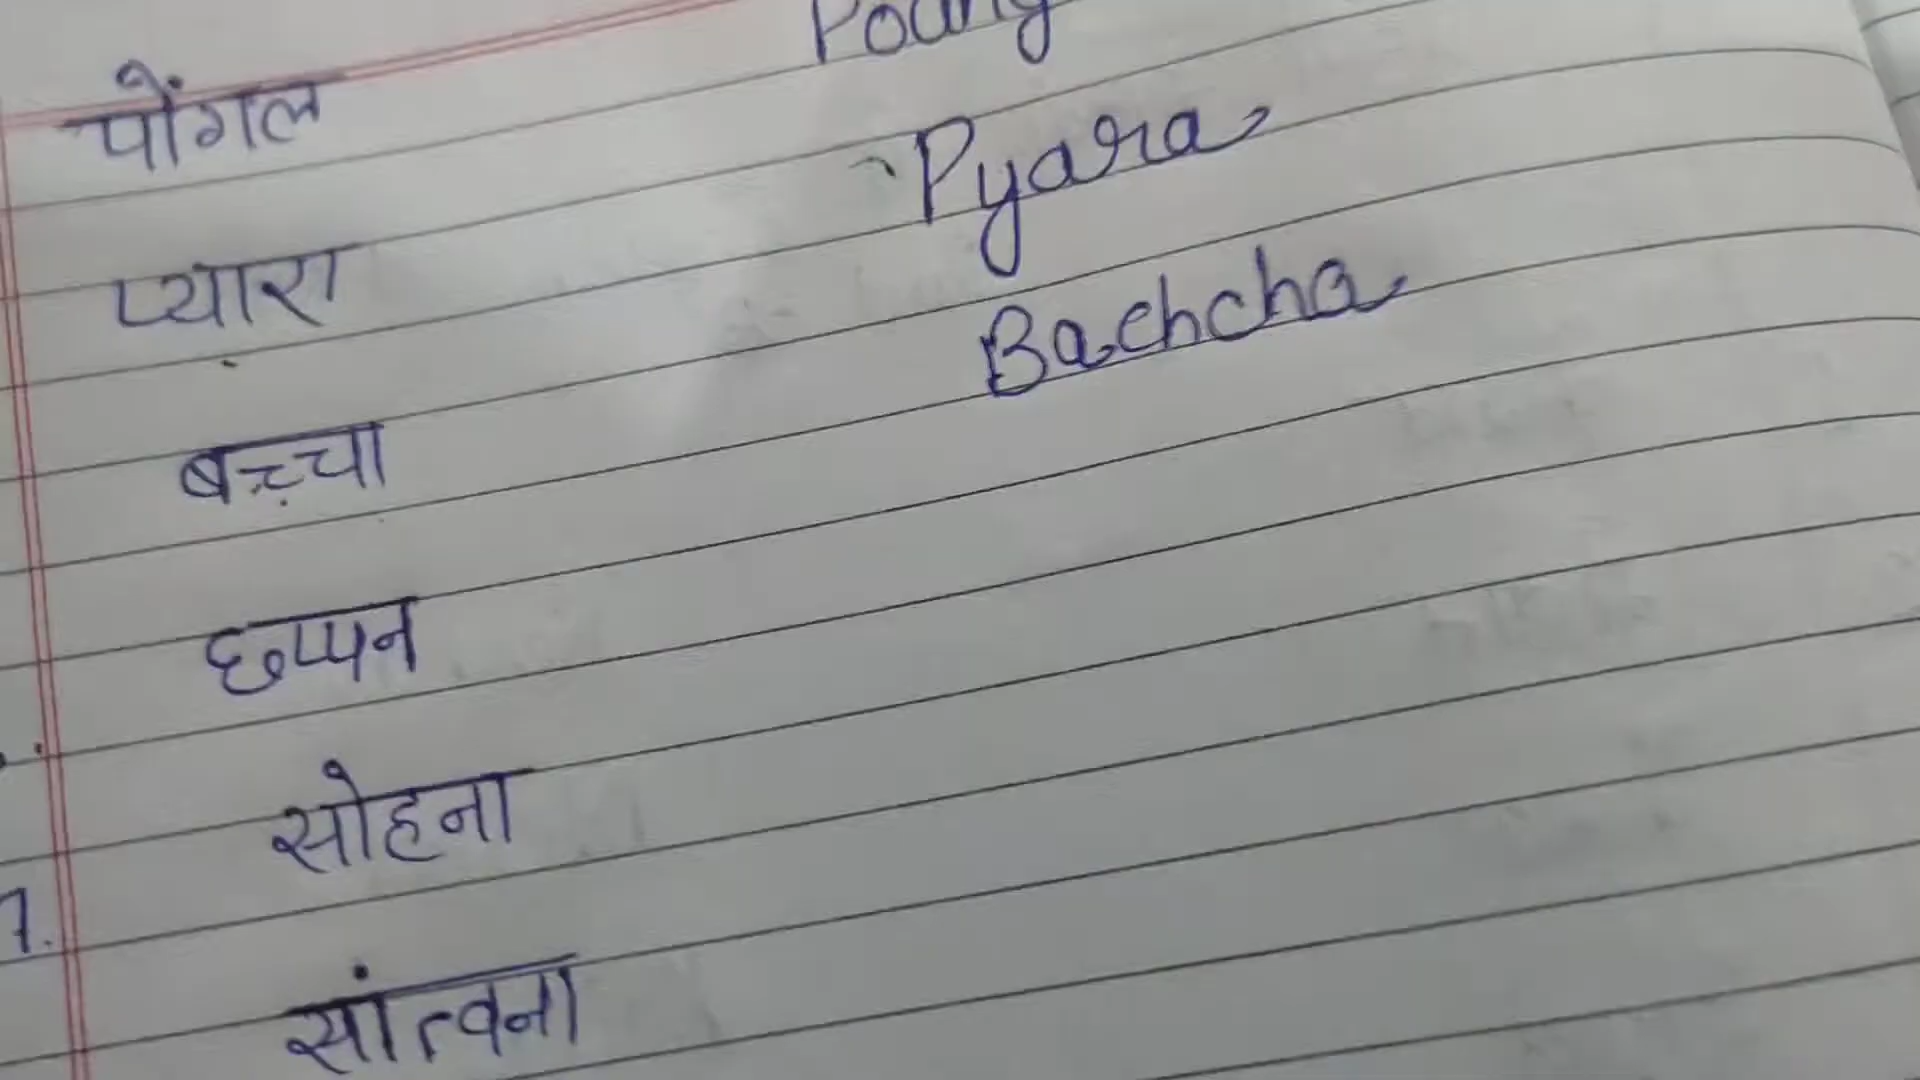 पोंगल
प्यारा Pyara
बच्चा Bachcha
छप्पन
सोहना
7.
सांत्वना